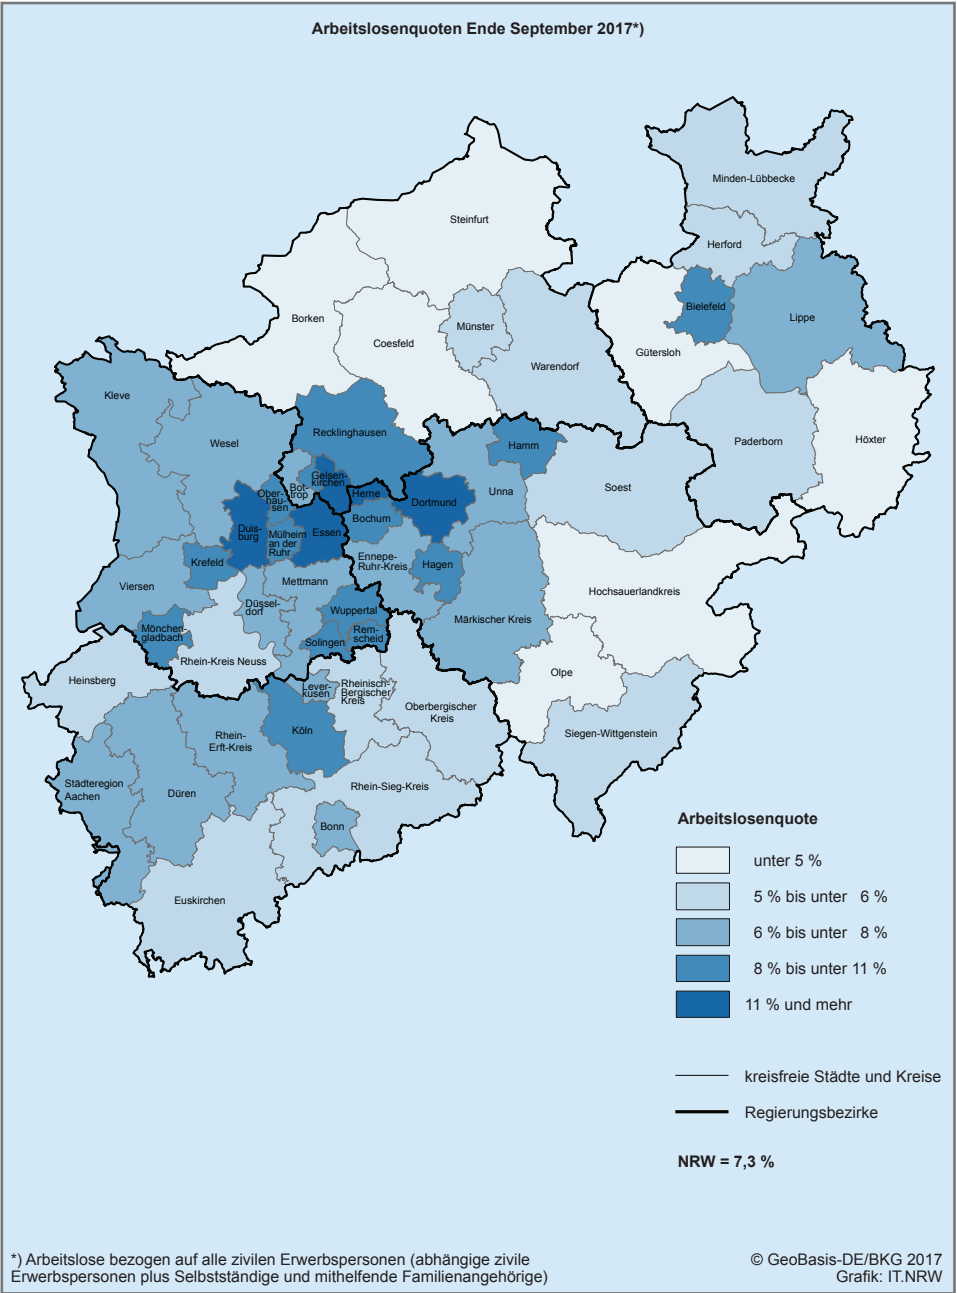 Arbeitslosenquoten Ende September 2017*)
Minden-Lübbecke
Steinfurt
Herford
Bielefeld
Lippe
Borken
Münster
Coesfeld
Gütersloh
Warendorf
Kleve
Recklinghausen
Wesel
Hamm
Paderborn
Höxter
Gelsen-
kirchen
Bot-
trop
Ober-
hau-
sen
Herne
Dortmund
Unna
Soest
Bochum
Duis-
burg
Essen
Mülheim
an der
Ruhr
Ennepe-
Ruhr-Kreis
Hagen
Krefeld
Viersen
Mettmann
Hochsauerlandkreis
Düssel-
dorf
Wuppertal
Märkischer Kreis
Mönchen-
gladbach
Rem-
scheid
Solingen
Rhein-Kreis Neuss
Olpe
Heinsberg
Lever-
kusen
Rheinisch-
Bergischer
Kreis
Oberbergischer
Kreis
Köln
Rhein-
Erft-Kreis
Siegen-Wittgenstein
Städteregion
Aachen
Düren
Rhein-Sieg-Kreis
Bonn
Euskirchen
Arbeitslosenquote
unter 5 %
5 % bis unter 6 %
6 % bis unter 8 %
8 % bis unter 11 %
11 % und mehr
kreisfreie Städte und Kreise
Regierungsbezirke
NRW = 7,3 %
*) Arbeitslose bezogen auf alle zivilen Erwerbspersonen (abhängige zivile
Erwerbspersonen plus Selbstständige und mithelfende Familienangehörige)
© GeoBasis-DE/BKG 2017
Grafik: IT.NRW